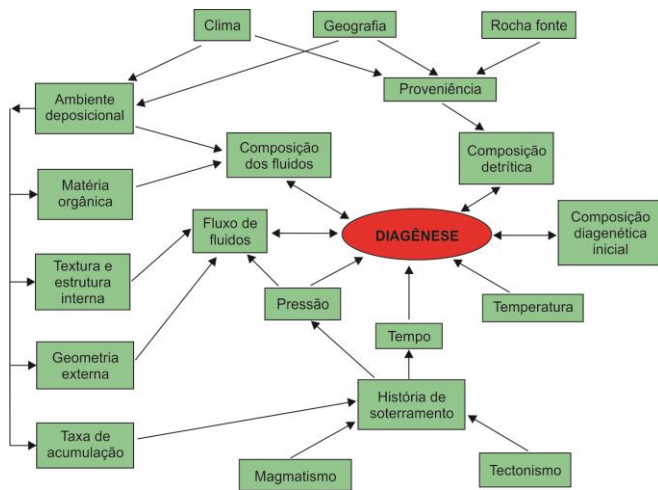 Clima
Geografia
Rocha fonte
Ambiente
deposicional
Proveniência
Composição
dos fluidos
Composição
detrítica
Matéria
orgânica
Fluxo de
fluidos
DIAGÊNESE
Composição
diagenética
inicial
Textura e
estrutura
interna
Pressão
Temperatura
Tempo
Geometria
externa
História de
soterramento
Taxa de
acumulação
Magmatismo
Tectonismo